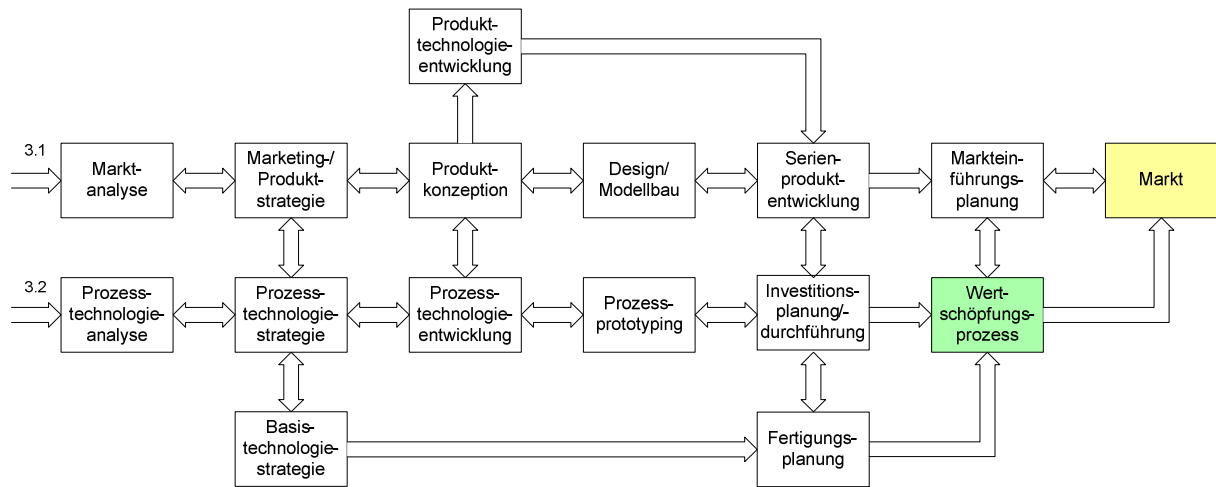 Produkt-
technologie-
entwicklung
3.1
Markt-
analyse
Marketing-/
Produkt-
strategie
Produkt-
konzeption
Design/
Modellbau
Serien-
produkt-
entwicklung
Marktein-
führungs-
planung
Markt
3.2
Prozess-
technologie-
analyse
Prozess-
technologie-
strategie
Prozess-
technologie-
entwicklung
Prozess-
prototyping
Investitions-
planung/-
durchführung
Wert-
schöpfungs-
prozess
Basis-
technologie-
strategie
Fertigungs-
planung